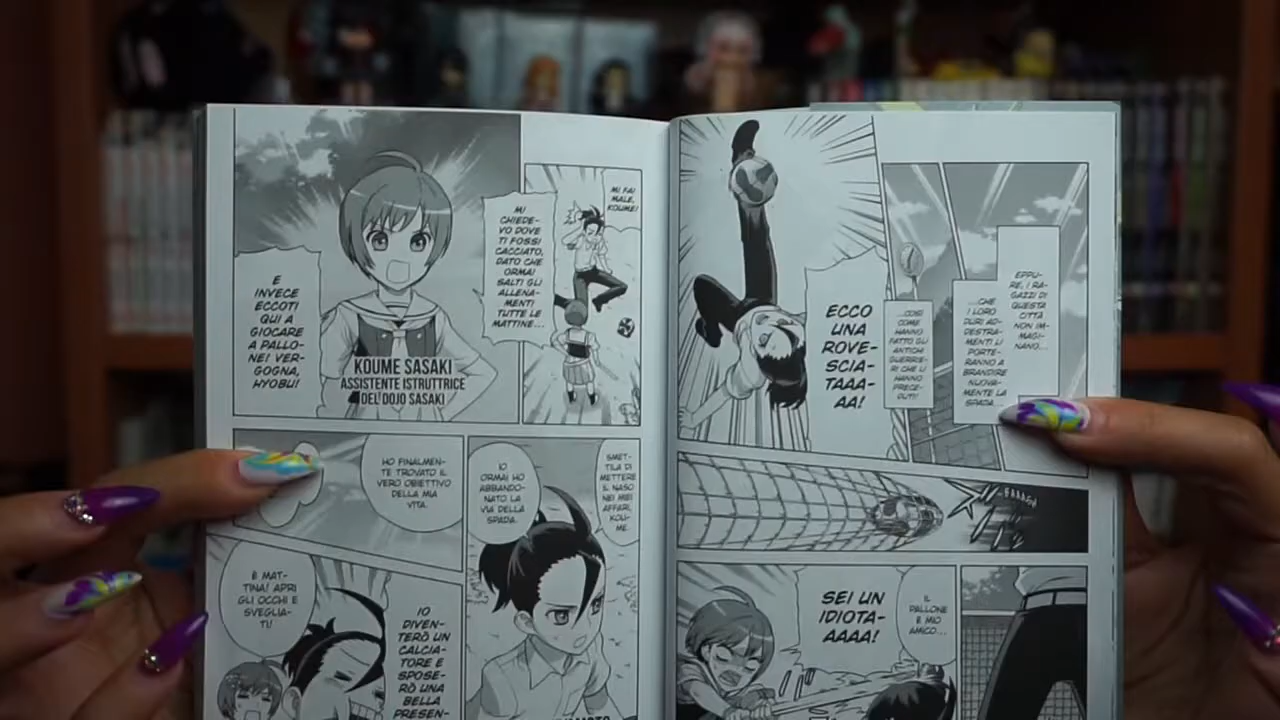 EPPU-
RE, I RA-
GAZZI DI
QUESTA
CITTÀ
NON IM-
MAGI-
NANO...
...CHE
I LORO
DURI AD-
DESTRA-
MENTI LI
PORTE-
RANNO A
BRANDIRE
NUOVA-
MENTE LA
SPADA...
...COSÌ
COME
HANNO
FATTO GLI
ANTICHI
GUERRIE-
RI CHE LI
HANNO
PRECE-
DUTI!
ECCO
UNA
ROVE-
SCIA-
TAAA-
AA!
IL
PALLONE
È MIO
AMICO...
SEI UN
IDIOTA-
AAAA!
MI FAI
MALE,
KOUME!
MI
CHIEDE-
VO DOVE
TI FOSSI
CACCIATO,
DATO CHE
ORMAI
SALTI GLI
ALLENA-
MENTI
TUTTE LE
MATTINE...
E
INVECE
ECCOTI
QUI A
GIOCARE
A PALLO-
NE! VER-
GOGNA,
HYOBU!
KOUME SASAKI
ASSISTENTE ISTRUTTRICE
DEL DOJO SASAKI
SMET-
TILA DI
METTERE
IL NASO
NEI MIEI
AFFARI,
KOU-
ME.
IO
ORMAI HO
ABBANDO-
NATO LA
VIA DELLA
SPADA.
HO FINALMEN-
TE TROVATO IL
VERO OBIETTIVO
DELLA MIA
VITA.
IO
DIVEN-
TERÒ UN
CALCIA-
TORE E
SPOSE-
RÒ UNA
BELLA
PRESEN-
È MAT-
TINA! APRI
GLI OCCHI E
SVEGLIA-
TI!